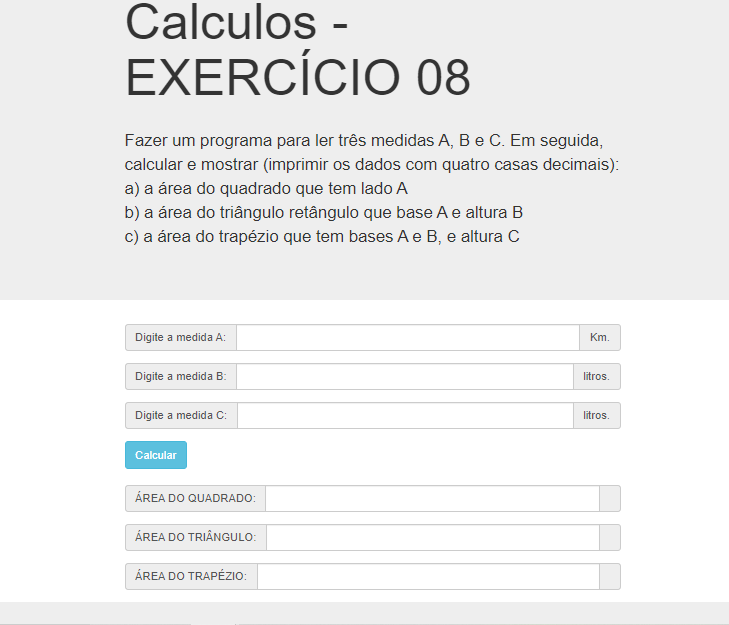 Calculos -
EXERCÍCIO 08
Fazer um programa para ler três medidas A, B e C. Em seguida,
calcular e mostrar (imprimir os dados com quatro casas decimais):
a) a área do quadrado que tem lado A
b) a área do triângulo retângulo que base A e altura B
c) a área do trapézio que tem bases A e B, e altura C
Digite a medida A: Km.
Digite a medida B: litros.
Digite a medida C: litros.
Calcular
ÁREA DO QUADRADO:
ÁREA DO TRIÂNGULO:
ÁREA DO TRAPÉZIO: